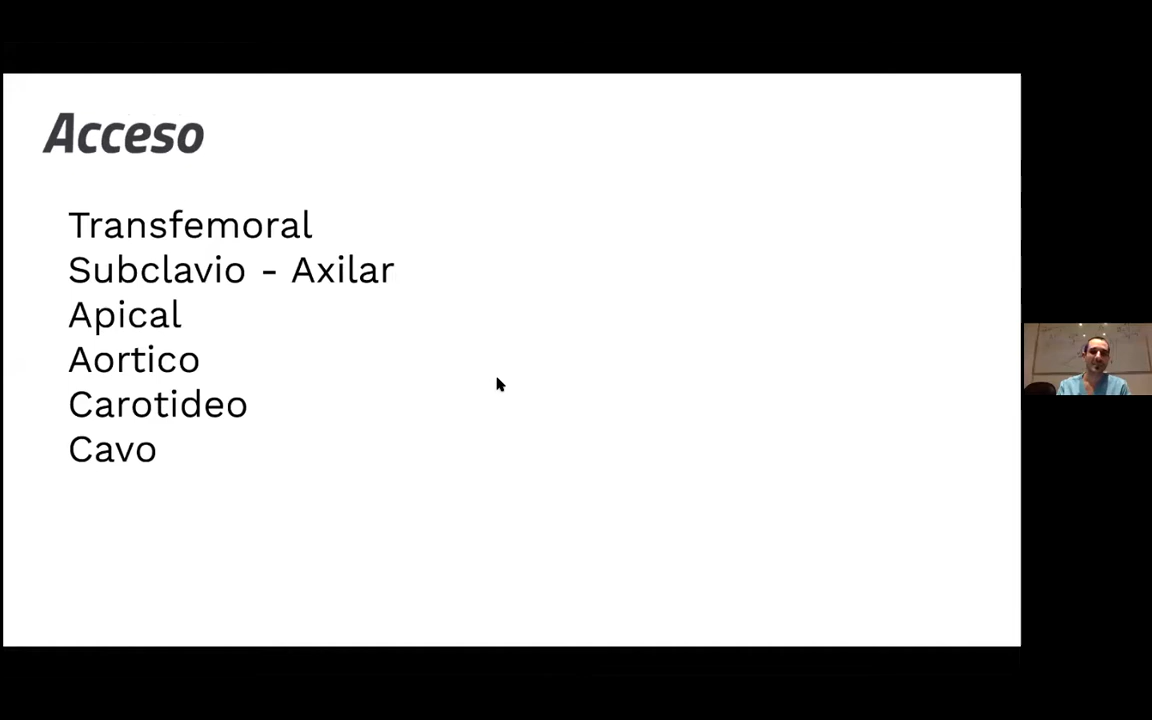 Acceso
Transfemoral
Subclavio - Axilar
Apical
Aortico
Carotideo
Cavo